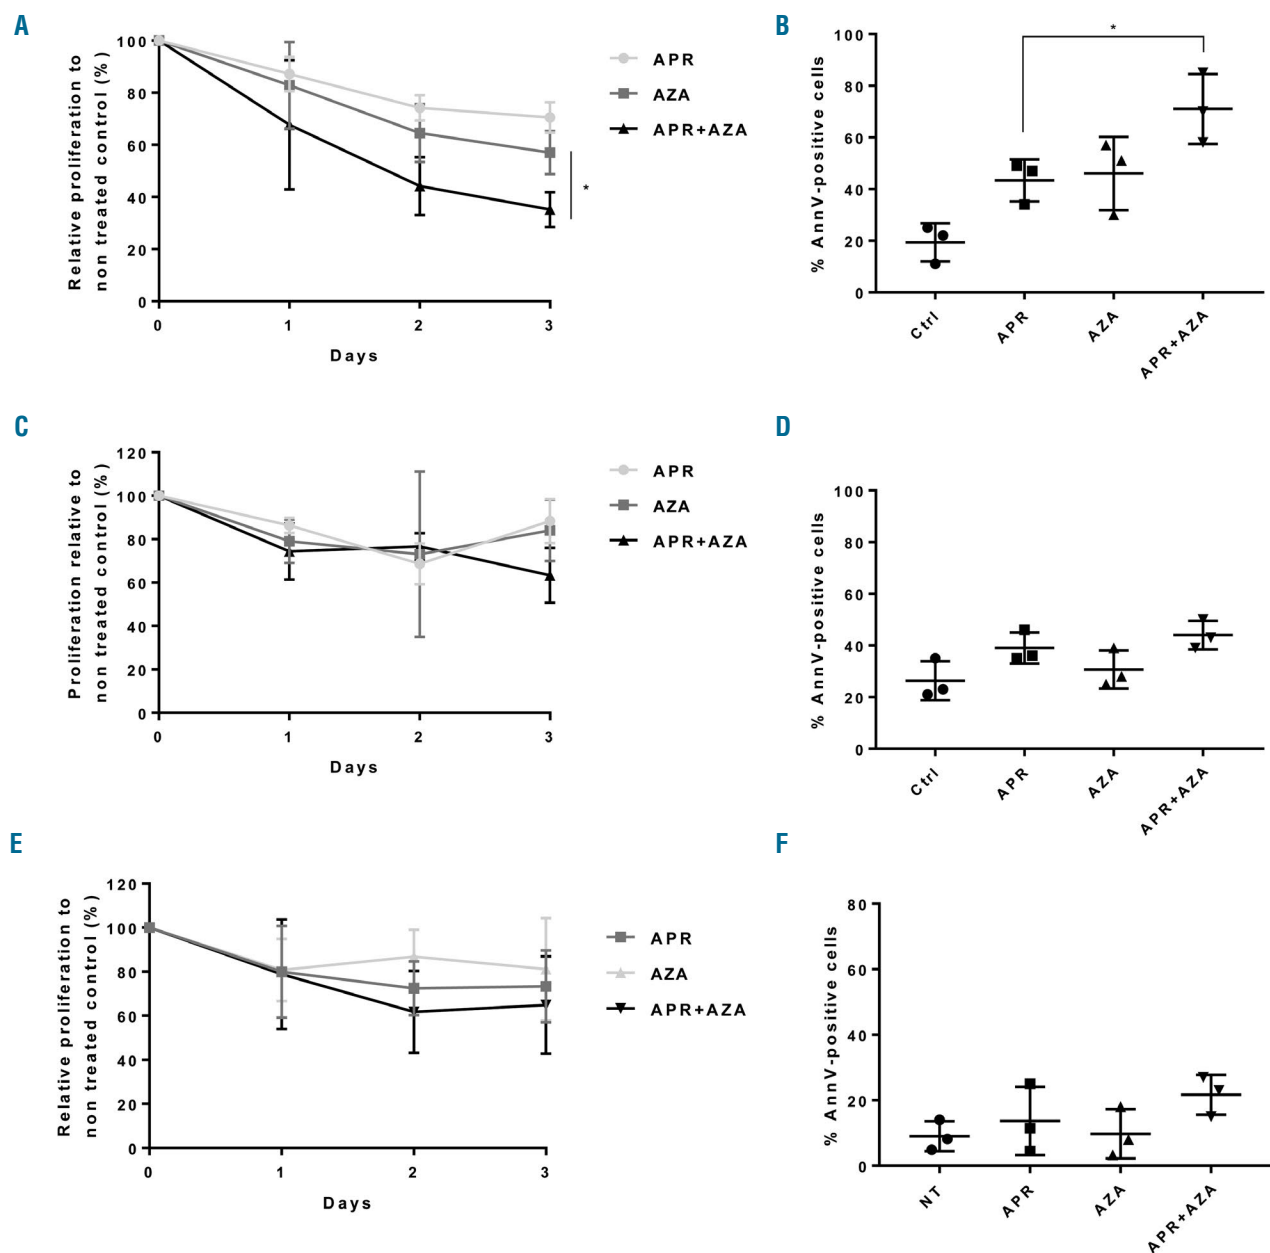 A
Relative proliferation to
non treated control (%)
100
80
60
40
20
0
0 1 2 3
Days
APR
AZA
APR+AZA
*
B
% AnnV-positive cells
100
80
60
40
20
0
*
Ctrl
APR
AZA
APR+AZA
C
Proliferation relative to
non treated control (%)
120
100
80
60
40
20
0
0 1 2 3
Days
APR
AZA
APR+AZA
D
% AnnV-positive cells
100
80
60
40
20
0
Ctrl
APR
AZA
APR+AZA
E
Relative proliferation to
non treated control (%)
120
100
80
60
40
20
0
0 1 2 3
Days
APR
AZA
APR+AZA
F
% AnnV-positive cells
80
60
40
20
0
NT
APR
AZA
APR+AZA